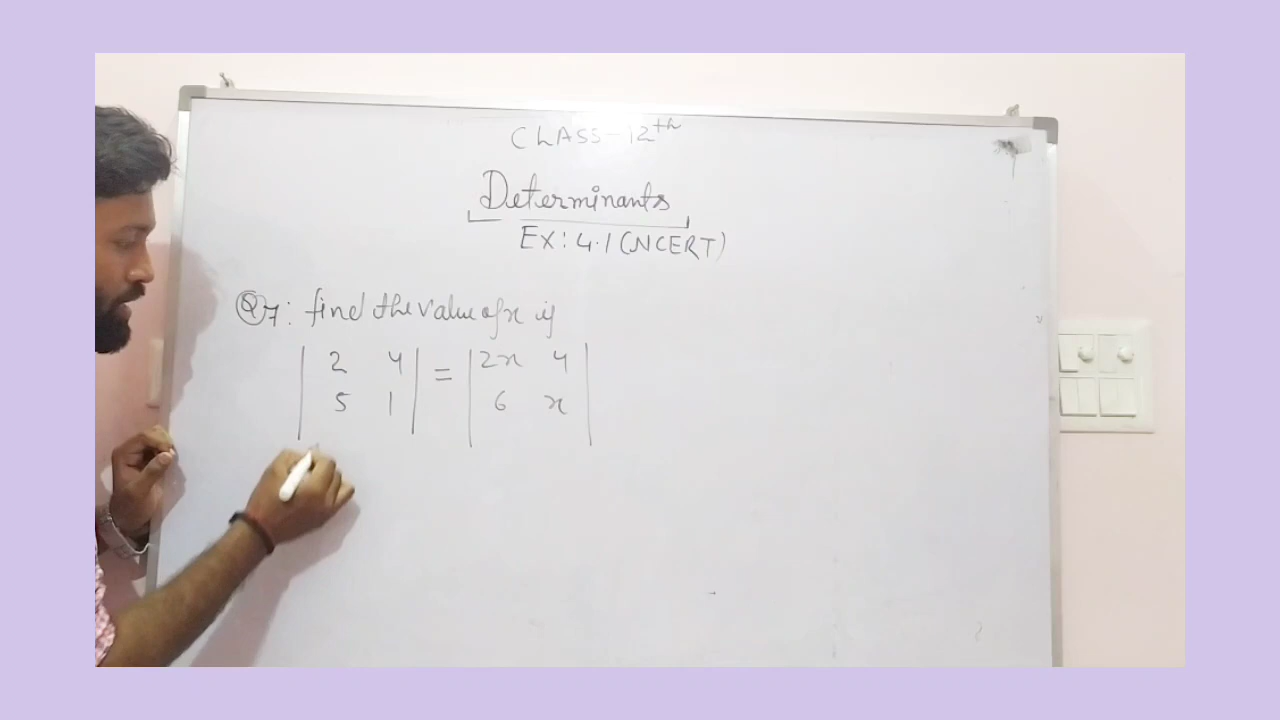 CLASS-12th
Determinants
EX: 4.1 (NCERT)
Q7: find the value of x if
| 2 4 | = | 2x 4 |
| 5 1 | | 6 x |